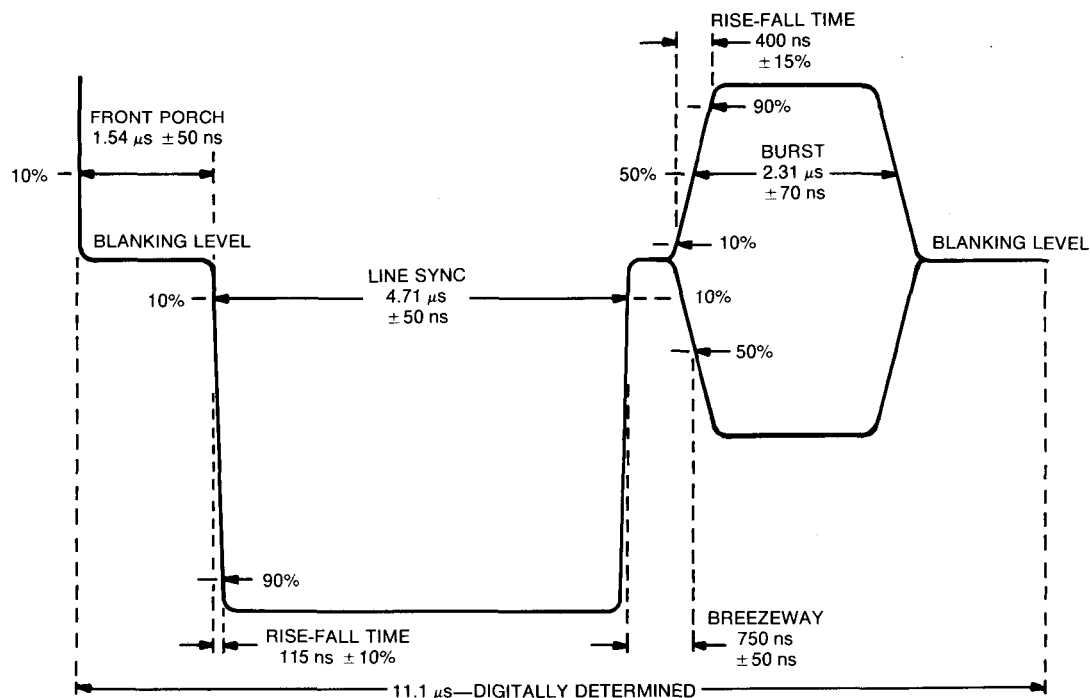 RISE-FALL TIME
400 ns
±15%
90%
FRONT PORCH
1.54 μs ±50 ns
10%
50%
BURST
2.31 μs
±70 ns
10%
BLANKING LEVEL
BLANKING LEVEL
LINE SYNC
4.71 μs
±50 ns
10%
10%
50%
90%
RISE-FALL TIME
115 ns ±10%
BREEZEWAY
750 ns
±50 ns
11.1 μs—DIGITALLY DETERMINED